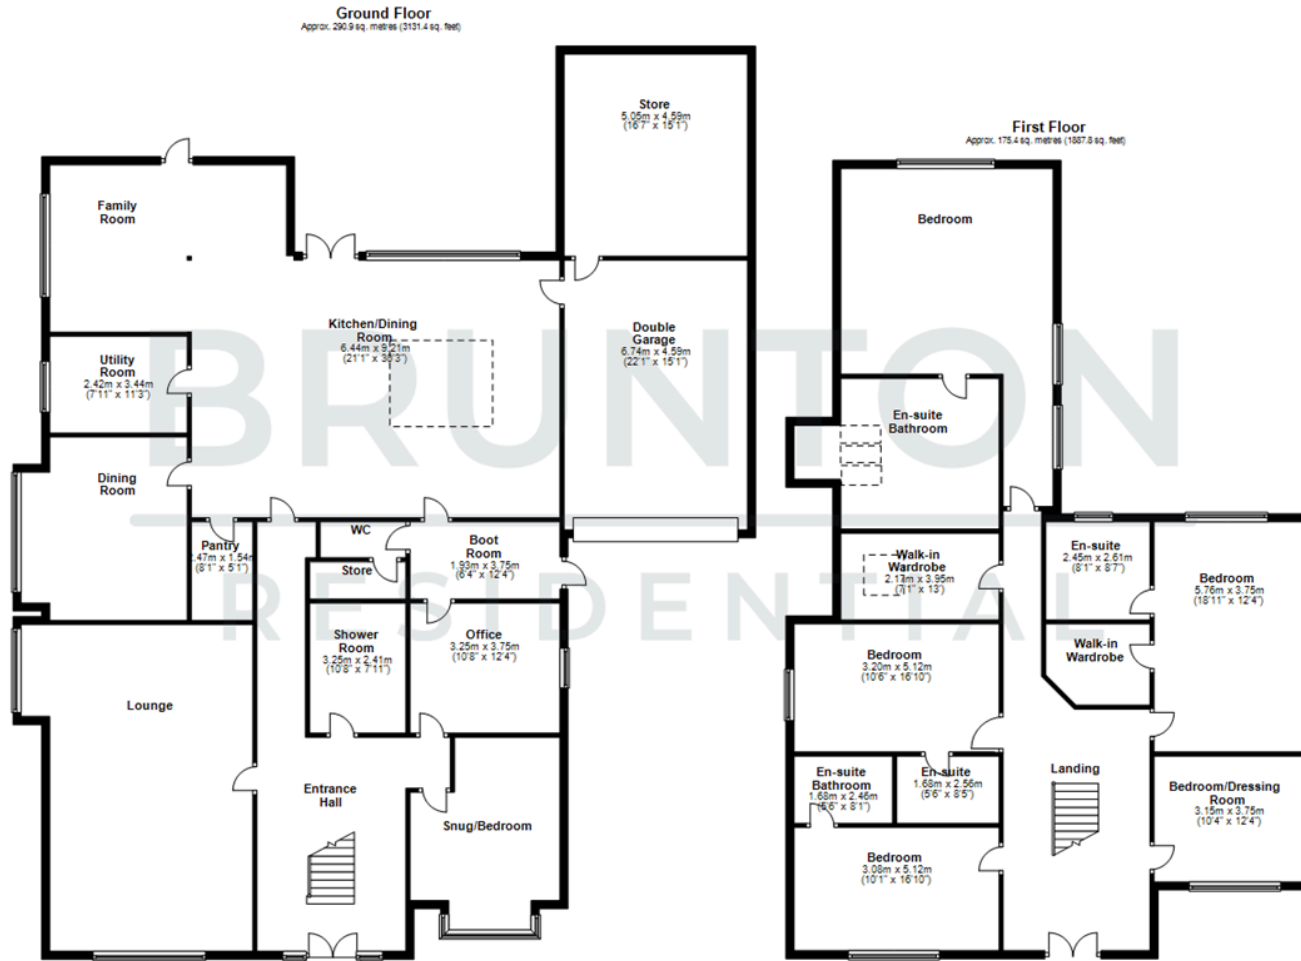 Ground Floor
Approx. 290.9 sq. metres (3131.4 sq. feet)
Store
5.05m x 4.59m
(16'7" x 15'1")
Family
Room
Kitchen/Dining
Room
6.44m x 9.21m
(21'1" x 30'3")
Double
Garage
6.74m x 4.59m
(22'1" x 15'1")
Utility
Room
2.42m x 3.44m
(7'11" x 11'3")
Dining
Room
Pantry
2.47m x 1.54m
(8'1" x 5'1")
WC
Store
Boot
Room
1.93m x 3.75m
(6'4" x 12'4")
Shower
Room
3.25m x 2.41m
(10'8" x 7'11")
Office
3.25m x 3.75m
(10'8" x 12'4")
Lounge
Entrance
Hall
Snug/Bedroom
First Floor
Approx. 175.4 sq. metres (1887.8 sq. feet)
Bedroom
En-suite
Bathroom
Walk-in
Wardrobe
2.17m x 3.95m
(7'1" x 13')
En-suite
2.45m x 2.61m
(8'1" x 8'7")
Bedroom
5.76m x 3.75m
(18'11" x 12'4")
Walk-in
Wardrobe
Bedroom
3.20m x 5.12m
(10'6" x 16'10")
En-suite
Bathroom
1.68m x 2.46m
(5'6" x 8'1")
En-suite
1.68m x 2.56m
(5'6" x 8'5")
Landing
Bedroom/Dressing
Room
3.15m x 3.75m
(10'4" x 12'4")
Bedroom
3.08m x 5.12m
(10'1" x 16'10")
BRUNTON
RESIDENTIAL